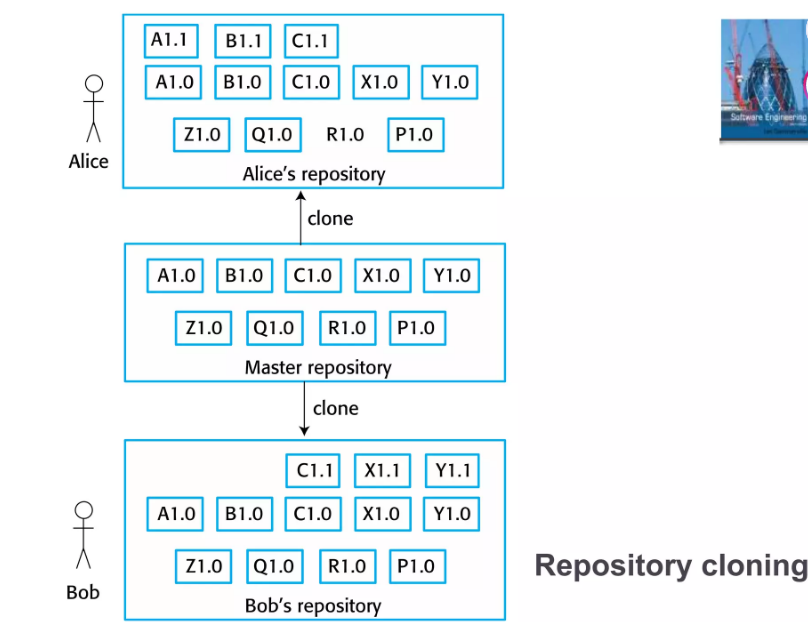 A1.1 B1.1 C1.1
A1.0 B1.0 C1.0 X1.0 Y1.0
Z1.0 Q1.0 R1.0 P1.0
Alice
Alice's repository
clone
A1.0 B1.0 C1.0 X1.0 Y1.0
Z1.0 Q1.0 R1.0 P1.0
Master repository
clone
C1.1 X1.1 Y1.1
A1.0 B1.0 C1.0 X1.0 Y1.0
Z1.0 Q1.0 R1.0 P1.0
Bob
Bob's repository
Software Engineering
Repository cloning